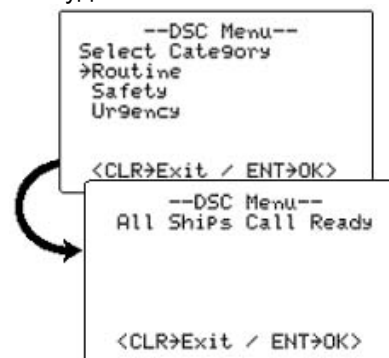 --DSC Menu--
Select Category
→Routine
Safety
Urgency
<CLR→Exit / ENT→OK>
--DSC Menu--
All Ships Call Ready
<CLR→Exit / ENT→OK>